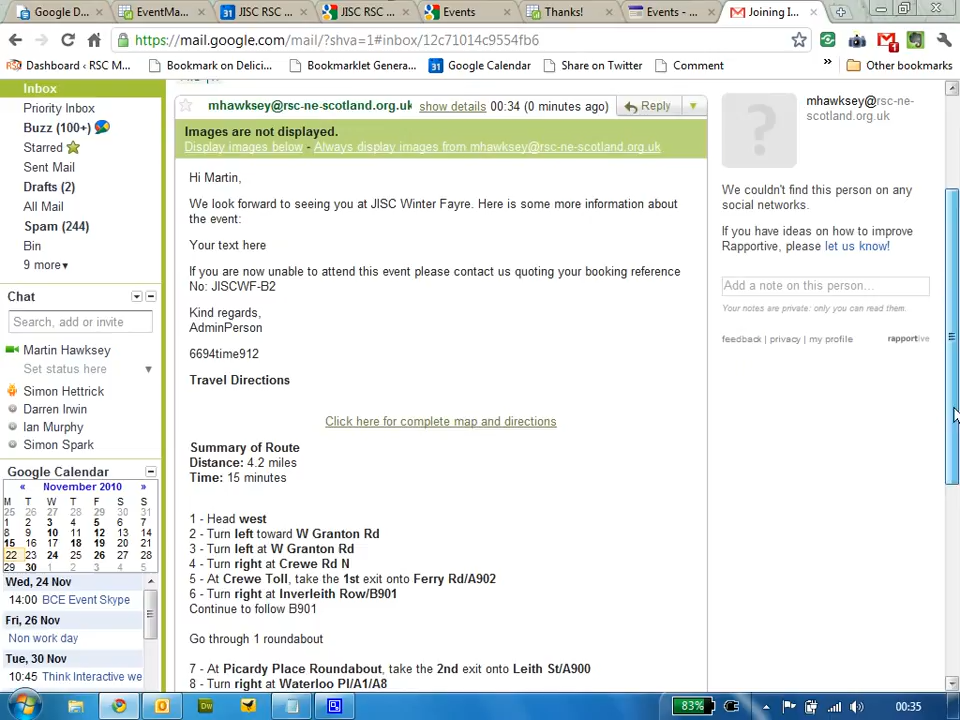 Google D...
EventMa...
JISC RSC ...
JISC RSC ...
Events
Thanks!
Events - ...
Joining I...
https://mail.google.com/mail/?shva=1#inbox/12c71014c9554fb6
Dashboard ‹ RSC M...
Bookmark on Delici...
Bookmarklet Genera...
Google Calendar
Share on Twitter
Comment
»
Other bookmarks
Inbox
Priority Inbox
Buzz (100+)
Starred
Sent Mail
Drafts (2)
All Mail
Spam (244)
Bin
9 more▾
Chat
Search, add or invite
Martin Hawksey
Set status here
Simon Hettrick
Darren Irwin
Ian Murphy
Simon Spark
Google Calendar
« November 2010 »
M T W T F S S
25 26 27 28 29 30 31
1 2 3 4 5 6 7
8 9 10 11 12 13 14
15 16 17 18 19 20 21
22 23 24 25 26 27 28
29 30 1 2 3 4 5
Wed, 24 Nov
14:00 BCE Event Skype
Fri, 26 Nov
Non work day
Tue, 30 Nov
10:45 Think Interactive we
mhawksey@rsc-ne-scotland.org.uk show details 00:34 (0 minutes ago) Reply
Images are not displayed.
Display images below - Always display images from mhawksey@rsc-ne-scotland.org.uk
Hi Martin,
We look forward to seeing you at JISC Winter Fayre. Here is some more information about
the event:
Your text here
If you are now unable to attend this event please contact us quoting your booking reference
No: JISCWF-B2
Kind regards,
AdminPerson
6694time912
Travel Directions
Click here for complete map and directions
Summary of Route
Distance: 4.2 miles
Time: 15 minutes
1 - Head west
2 - Turn left toward W Granton Rd
3 - Turn left at W Granton Rd
4 - Turn right at Crewe Rd N
5 - At Crewe Toll, take the 1st exit onto Ferry Rd/A902
6 - Turn right at Inverleith Row/B901
Continue to follow B901
Go through 1 roundabout
7 - At Picardy Place Roundabout, take the 2nd exit onto Leith St/A900
8 - Turn right at Waterloo Pl/A1/A8
mhawksey@rsc-ne-
scotland.org.uk
We couldn't find this person on any
social networks.
If you have ideas on how to improve
Rapportive, please let us know!
Add a note on this person...
Your notes are private: only you can read them.
feedback | privacy | my profile
rapportive
83%
00:35